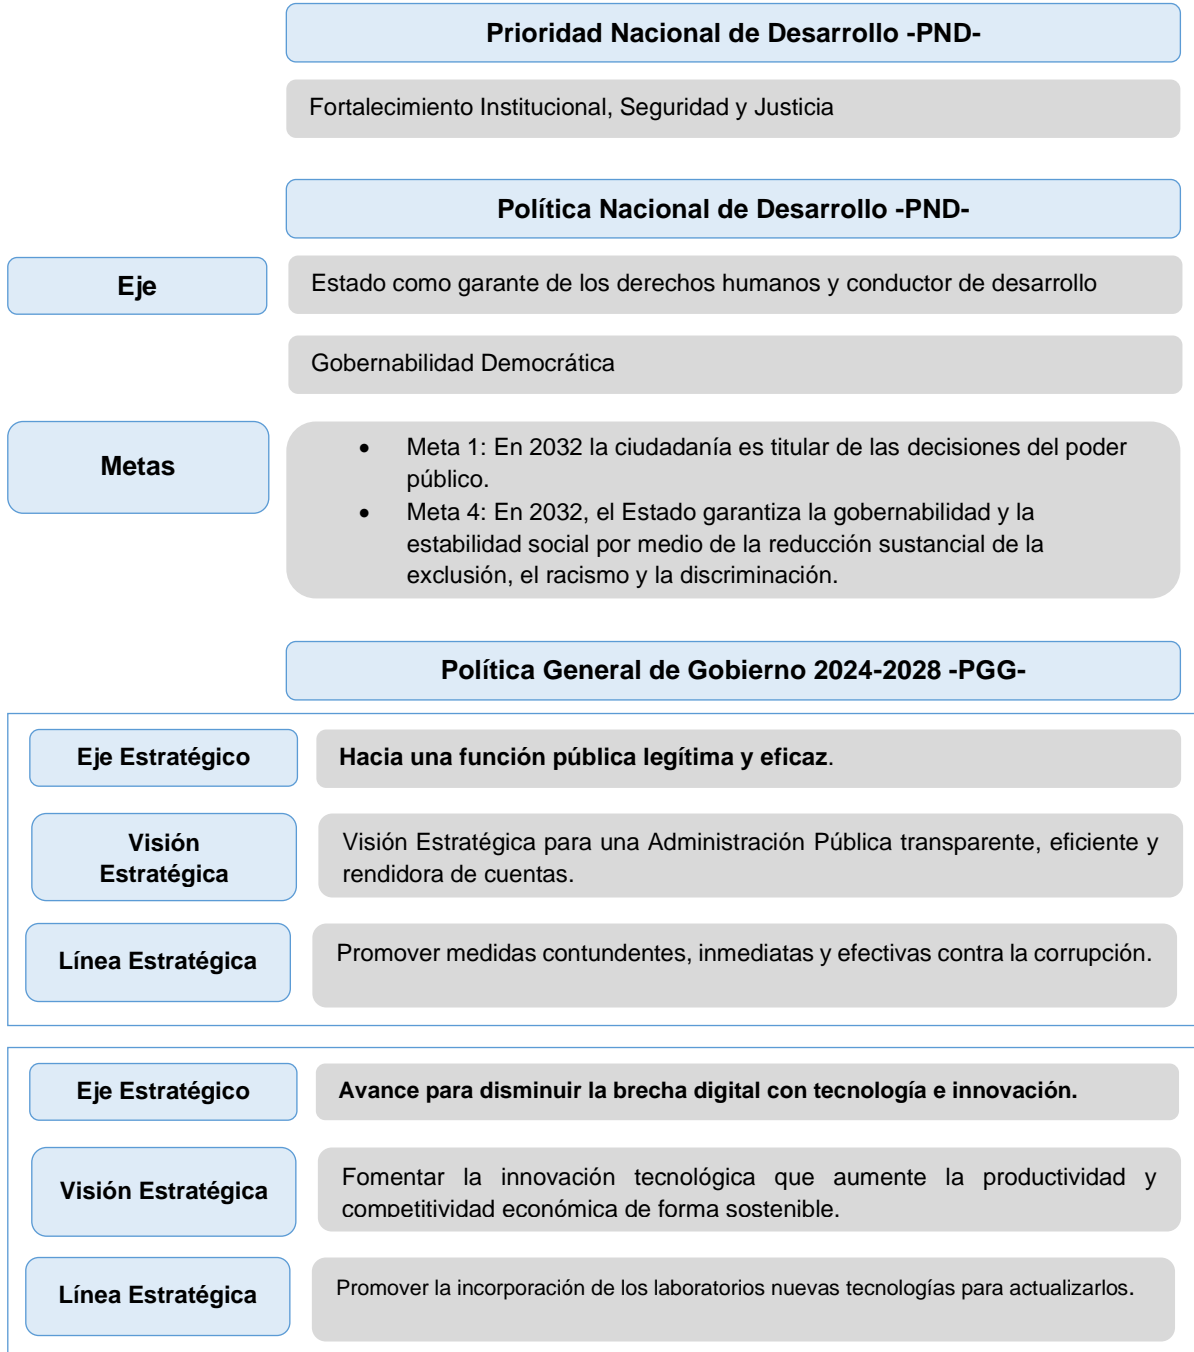 Prioridad Nacional de Desarrollo -PND-
Fortalecimiento Institucional, Seguridad y Justicia
Política Nacional de Desarrollo -PND-
Eje
Estado como garante de los derechos humanos y conductor de desarrollo
Gobernabilidad Democrática
Metas
• Meta 1: En 2032 la ciudadanía es titular de las decisiones del poder
público.
• Meta 4: En 2032, el Estado garantiza la gobernabilidad y la
estabilidad social por medio de la reducción sustancial de la
exclusión, el racismo y la discriminación.
Política General de Gobierno 2024-2028 -PGG-
Eje Estratégico
Hacia una función pública legítima y eficaz.
Visión
Estratégica
Visión Estratégica para una Administración Pública transparente, eficiente y
rendidora de cuentas.
Línea Estratégica
Promover medidas contundentes, inmediatas y efectivas contra la corrupción.
Eje Estratégico
Avance para disminuir la brecha digital con tecnología e innovación.
Visión Estratégica
Fomentar la innovación tecnológica que aumente la productividad y
competitividad económica de forma sostenible.
Línea Estratégica
Promover la incorporación de los laboratorios nuevas tecnologías para actualizarlos.